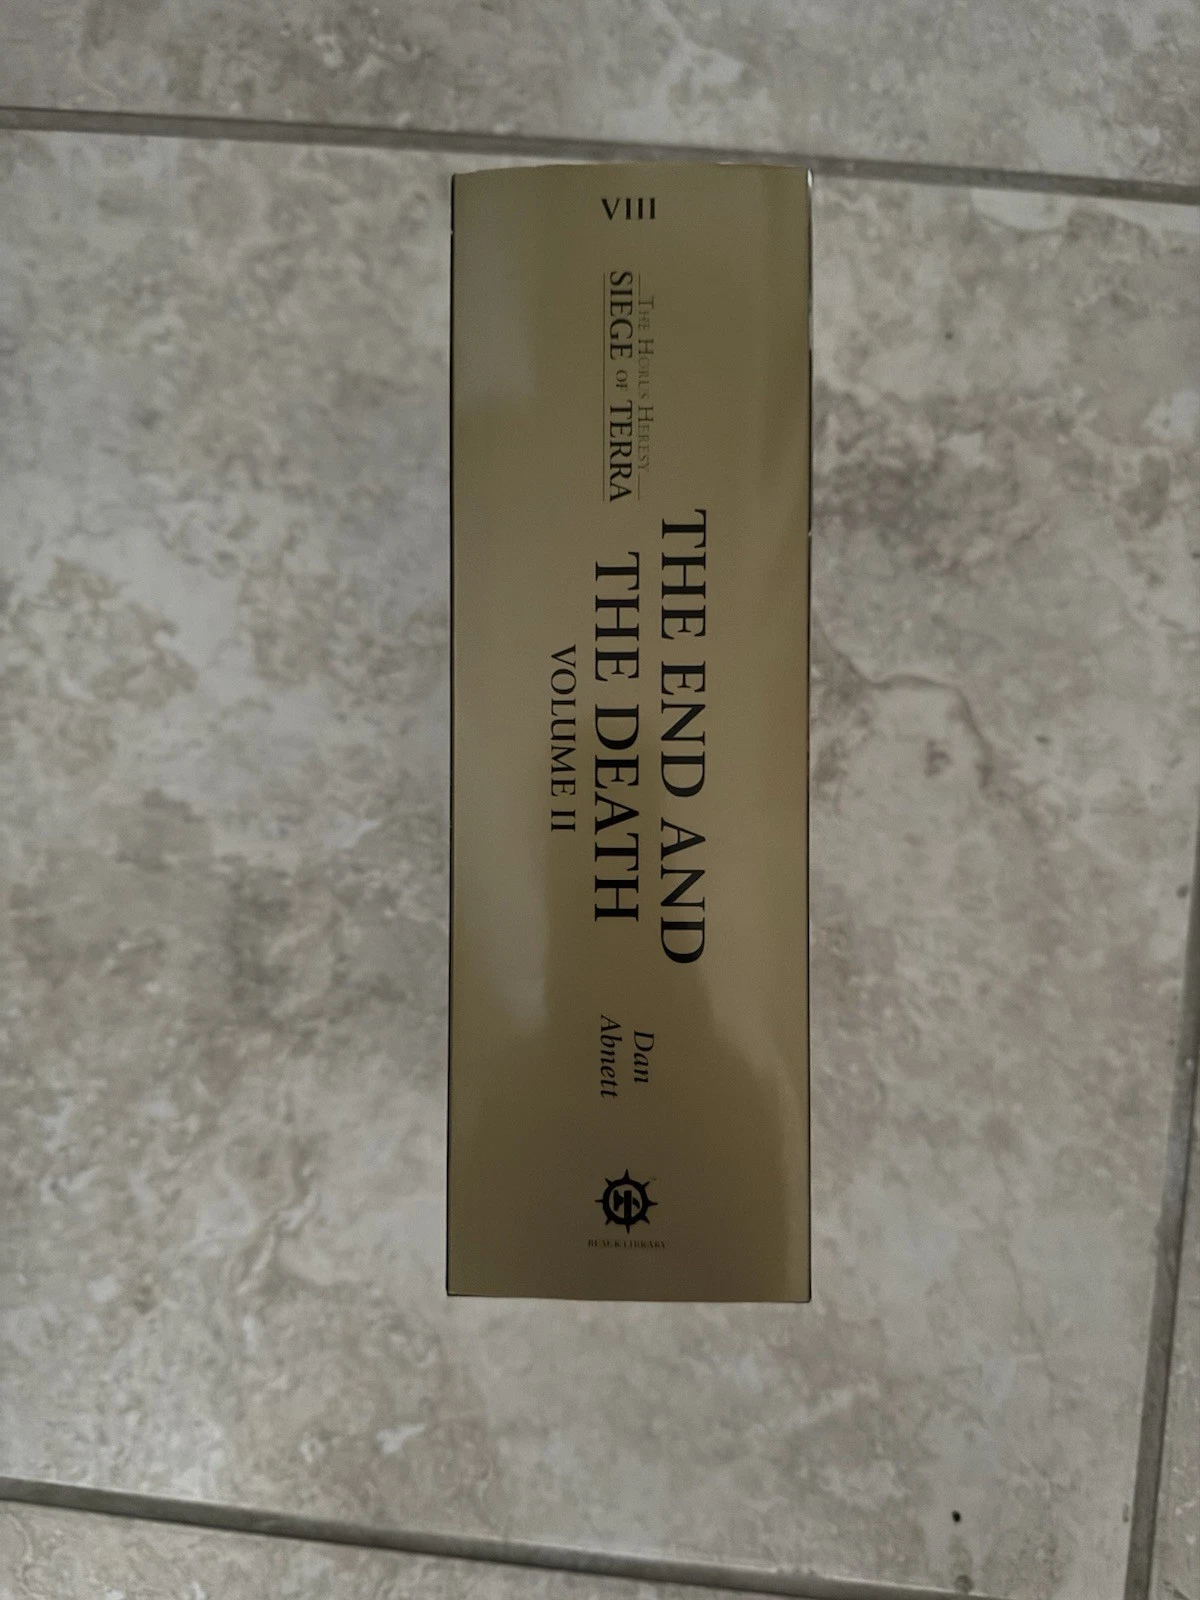 VIII
THE HORUS HERESY
SIEGE OF TERRA
THE END AND
THE DEATH
VOLUME II
Dan
Abnett
BLACK LIBRARY